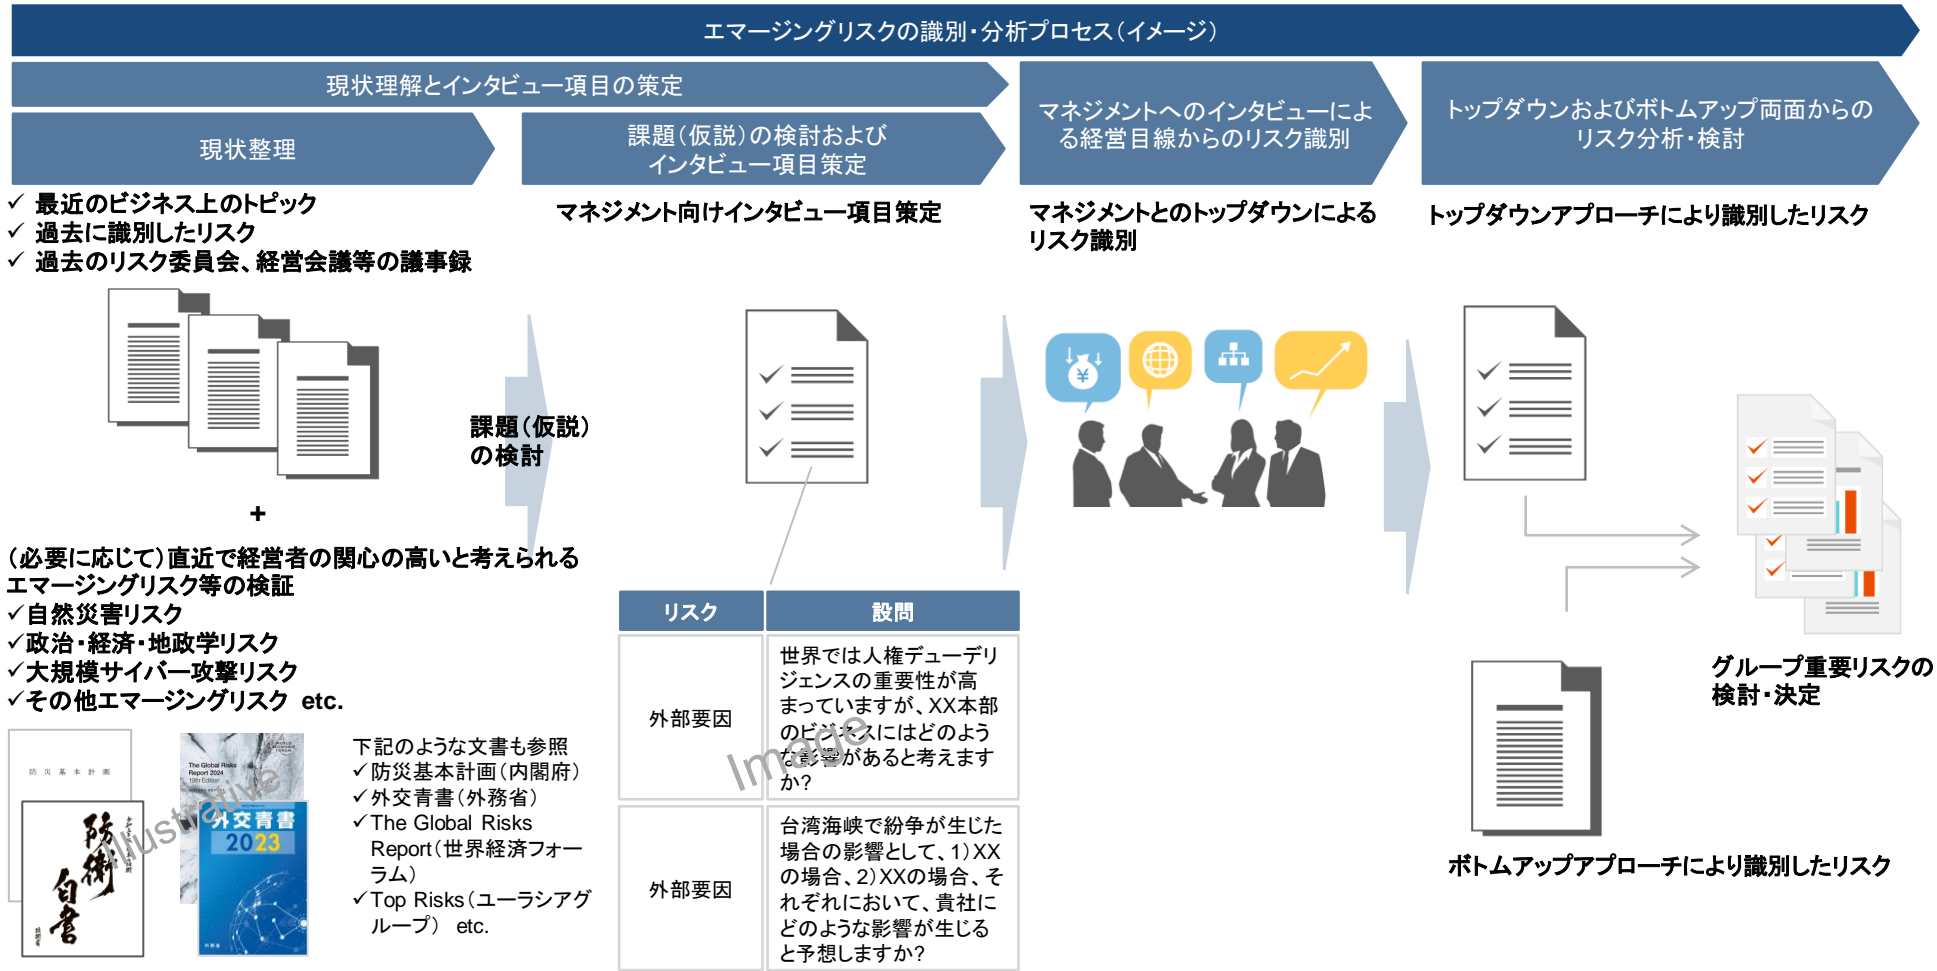 エマージングリスクの識別・分析プロセス(イメージ)
現状理解とインタビュー項目の策定
現状整理
課題(仮説)の検討および
インタビュー項目策定
マネジメントへのインタビューによ
る経営目線からのリスク識別
トップダウンおよびボトムアップ両面からの
リスク分析・検討
✓ 最近のビジネス上のトピック
✓ 過去に識別したリスク
✓ 過去のリスク委員会、経営会議等の議事録
課題(仮説)
の検討
+
(必要に応じて)直近で経営者の関心の高いと考えられる
エマージングリスク等の検証
✓自然災害リスク
✓政治・経済・地政学リスク
✓大規模サイバー攻撃リスク
✓その他エマージングリスク etc.
防災基本計画
防衛
白書
The Global Risks
Report 2024
19th Edition
WORLD
ECONOMIC
FORUM
外交青書
2023
外務省
Illustrative
下記のような文書も参照
✓防災基本計画(内閣府)
✓外交青書(外務省)
✓The Global Risks
Report(世界経済フォー
ラム)
✓Top Risks(ユーラシアグ
ループ) etc.
マネジメント向けインタビュー項目策定
リスク
設問
外部要因
世界では人権デューデリ
ジェンスの重要性が高
まっていますが、XX本部
のビジネスにはどのよう
な影響があると考えます
か?
外部要因
台湾海峡で紛争が生じた
場合の影響として、1)XX
の場合、2)XXの場合、そ
れぞれにおいて、貴社に
どのような影響が生じる
と予想しますか?
Image
マネジメントとのトップダウンによる
リスク識別
¥
トップダウンアプローチにより識別したリスク
グループ重要リスクの
検討・決定
ボトムアップアプローチにより識別したリスク